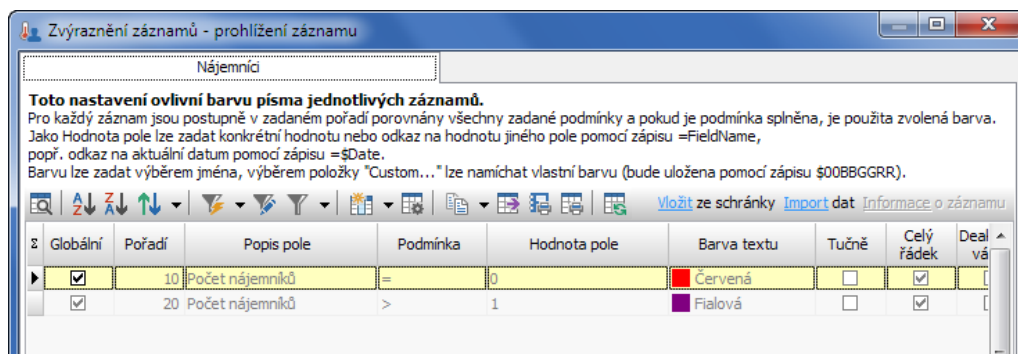 Zvýraznění záznamů - prohlížení záznamu
Nájemníci
Toto nastavení ovlivní barvu písma jednotlivých záznamů.
Pro každý záznam jsou postupně v zadaném pořadí porovnány všechny zadané podmínky a pokud je podmínka splněna, je použita zvolená barva.
Jako Hodnota pole lze zadat konkrétní hodnotu nebo odkaz na hodnotu jiného pole pomocí zápisu =FieldName,
popř. odkaz na aktuální datum pomocí zápisu =$Date.
Barvu lze zadat výběrem jména, výběrem položky "Custom..." lze namíchat vlastní barvu (bude uložena pomocí zápisu $00BBGGRR).
Vložit ze schránky Import dat Informace o záznamu
Σ Globální Pořadí Popis pole Podmínka Hodnota pole Barva textu Tučně Celý řádek Deak vá
10 Počet nájemníků = 0 Červená
20 Počet nájemníků > 1 Fialová